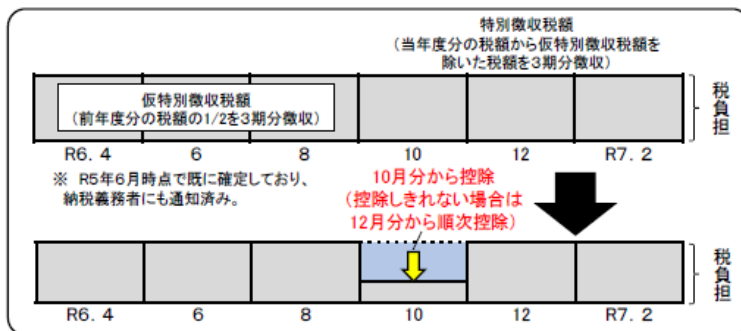 特別徴収税額
（当年度分の税額から仮特別徴収税額を
除いた税額を３期分徴収）
仮特別徴収税額
（前年度分の税額の1/2を３期分徴収）
税負担
R6. 4 6 8 10 12 R7. 2
※ R5年６月時点で既に確定しており、
納税義務者にも通知済み。
10月分から控除
（控除しきれない場合は
12月分から順次控除）
税負担
R6. 4 6 8 10 12 R7. 2